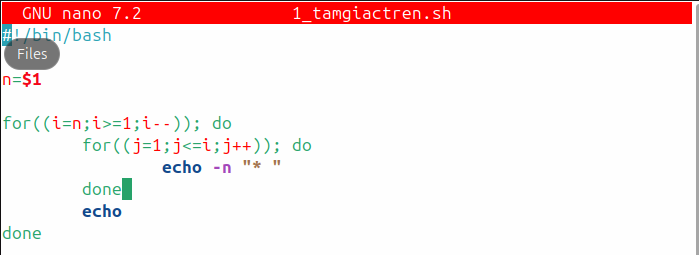 GNU nano 7.2 1_tamgiactren.sh
#!/bin/bash
Files
n=$1
for((i=n;i>=1;i--)); do
for((j=1;j<=i;j++)); do
echo -n "* "
done
echo
done